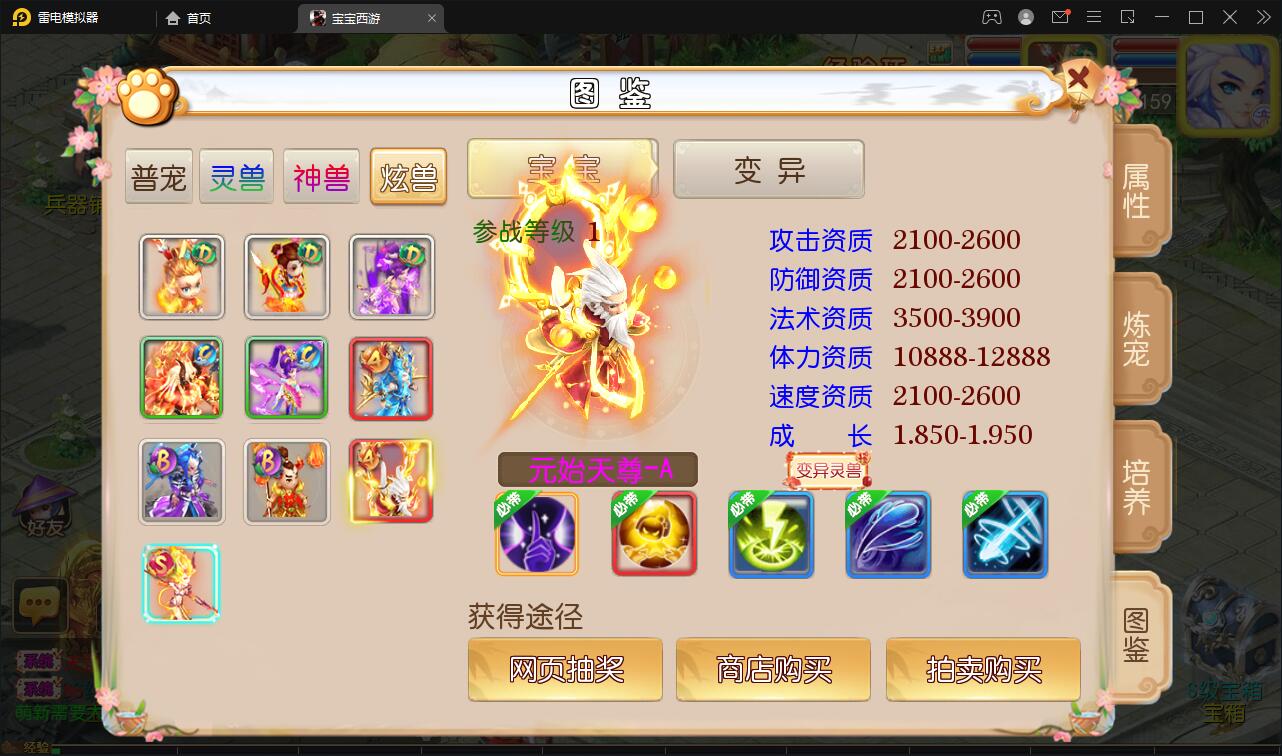 雷电模拟器
首页
宝宝西游
图鉴
159
普宠
灵兽
神兽
炫兽
宝宝
变异
参战等级 1
攻击资质 2100-2600
防御资质 2100-2600
法术资质 3500-3900
体力资质 10888-12888
速度资质 2100-2600
成长 1.850-1.950
D
D
D
C
C
A
B
B
A
S
元始天尊-A
变异灵兽
必带
必带
必带
必带
必带
获得途径
网页抽奖
商店购买
拍卖购买
属性
炼宠
培养
图鉴
好友
系统
系统
萌新需要
S级宝箱
宝箱
经验